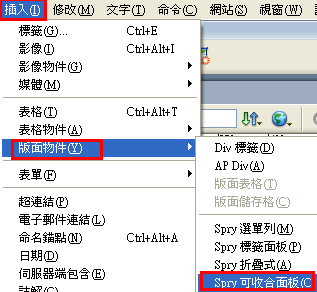 插入(I) 修改(M) 文字(T) 命令(C) 網站(S) 視窗(W)
標籤(G)... Ctrl+E
影像(I) Ctrl+Alt+I
影像物件(G)
媒體(M)
表格(T) Ctrl+Alt+T
表格物件(A)
版面物件(Y)
表單(F)
超連結(P)
電子郵件連結(L)
命名錨點(N) Ctrl+Alt+A
日期(D)
伺服器端包含(E)
Div 標籤(D)
AP Div(A)
版面表格(T)
版面儲存格(C)
Spry 選單列(M)
Spry 標籤面板(P)
Spry 折疊式(A)
Spry 可收合面板(C